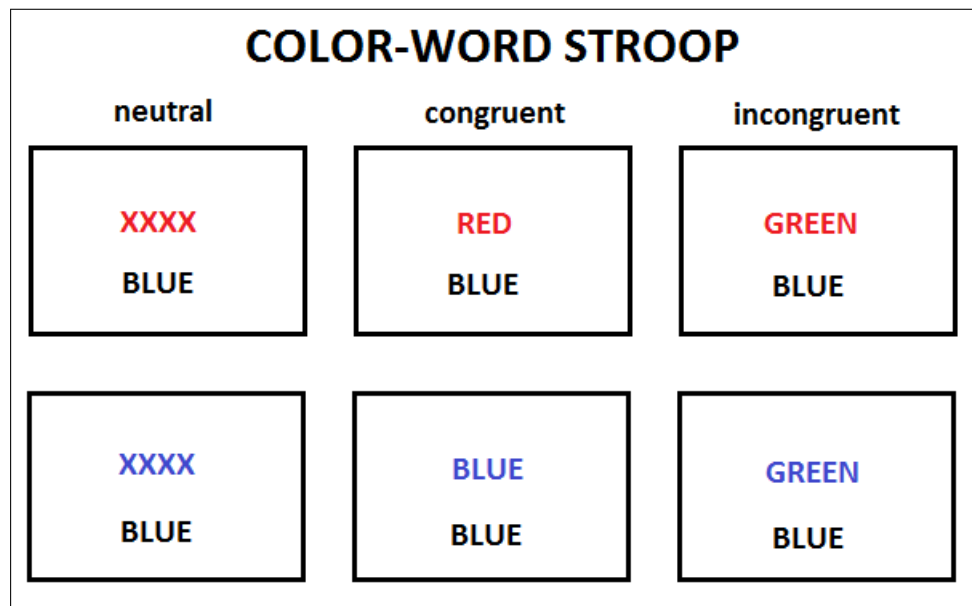 COLOR-WORD STROOP
neutral congruent incongruent
XXXX RED GREEN
BLUE BLUE BLUE
XXXX BLUE GREEN
BLUE BLUE BLUE